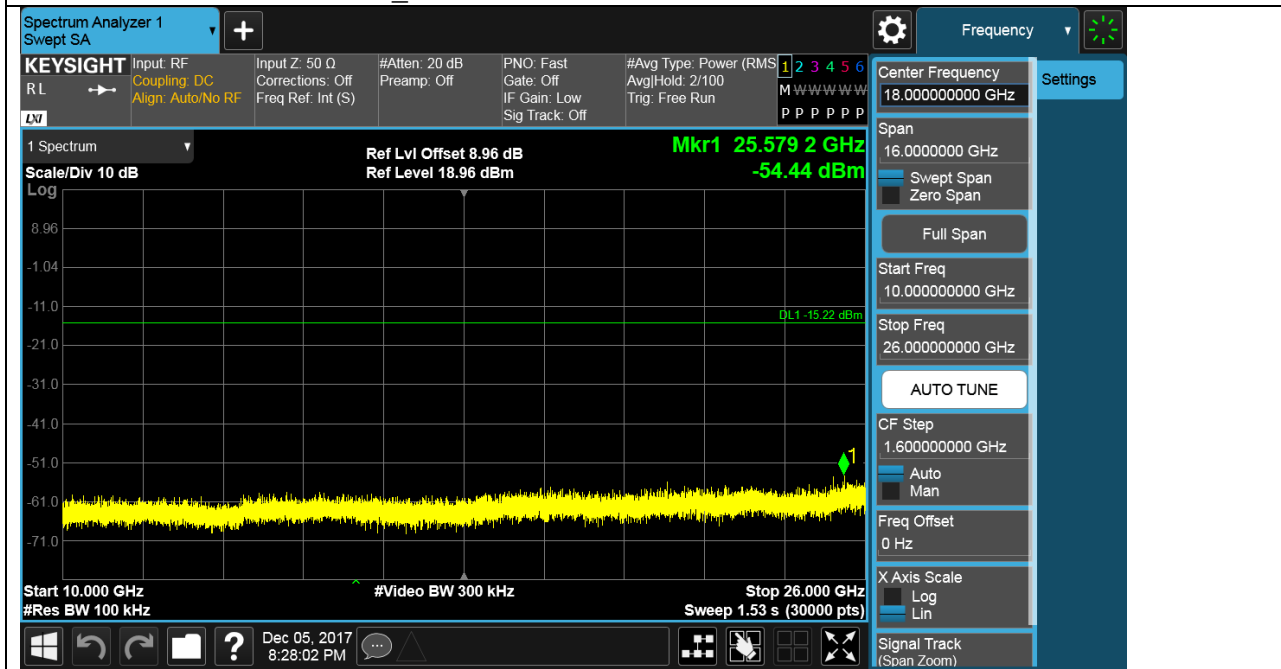 Spectrum Analyzer 1
Swept SA
Frequency
KEYSIGHT
R L
LXI
Input: RF
Coupling: DC
Align: Auto/No RF
Input Z: 50 Ω
Corrections: Off
Freq Ref: Int (S)
#Atten: 20 dB
Preamp: Off
PNO: Fast
Gate: Off
IF Gain: Low
Sig Track: Off
#Avg Type: Power (RMS
Avg|Hold: 2/100
Trig: Free Run
1 2 3 4 5 6
M W W W W W
P P P P P P
1 Spectrum
Scale/Div 10 dB
Log
Ref Lvl Offset 8.96 dB
Ref Level 18.96 dBm
Mkr1 25.579 2 GHz
-54.44 dBm
8.96
-1.04
-11.0
DL1 -15.22 dBm
-21.0
-31.0
-41.0
-51.0
1
-61.0
-71.0
Start 10.000 GHz
#Video BW 300 kHz
Stop 26.000 GHz
#Res BW 100 kHz
Sweep 1.53 s (30000 pts)
?
Dec 05, 2017
8:28:02 PM
Center Frequency
18.000000000 GHz
Settings
Span
16.0000000 GHz
Swept Span
Zero Span
Full Span
Start Freq
10.000000000 GHz
Stop Freq
26.000000000 GHz
AUTO TUNE
CF Step
1.600000000 GHz
Auto
Man
Freq Offset
0 Hz
X Axis Scale
Log
Lin
Signal Track
(Span Zoom)